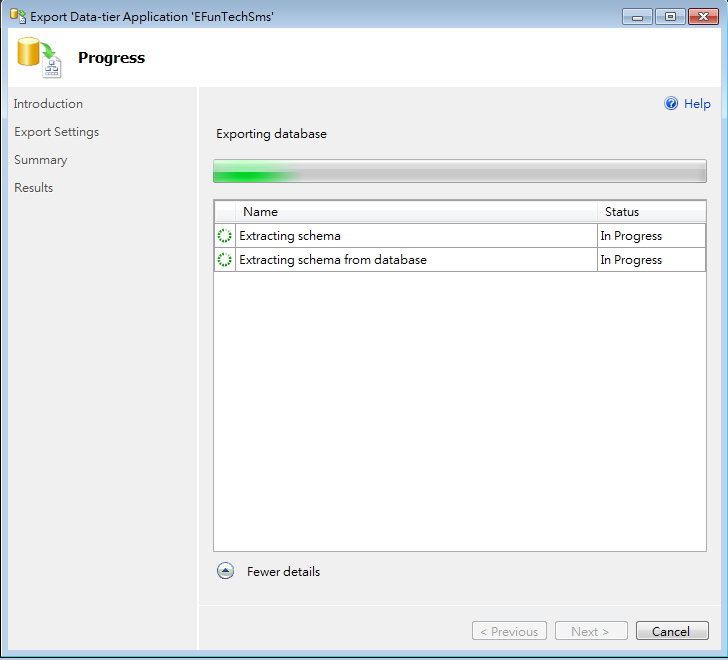 Export Data-tier Application 'EFunTechSms'
Progress
Introduction
Export Settings
Summary
Results
Help
Exporting database
Name Status
Extracting schema In Progress
Extracting schema from database In Progress
Fewer details
< Previous Next > Cancel